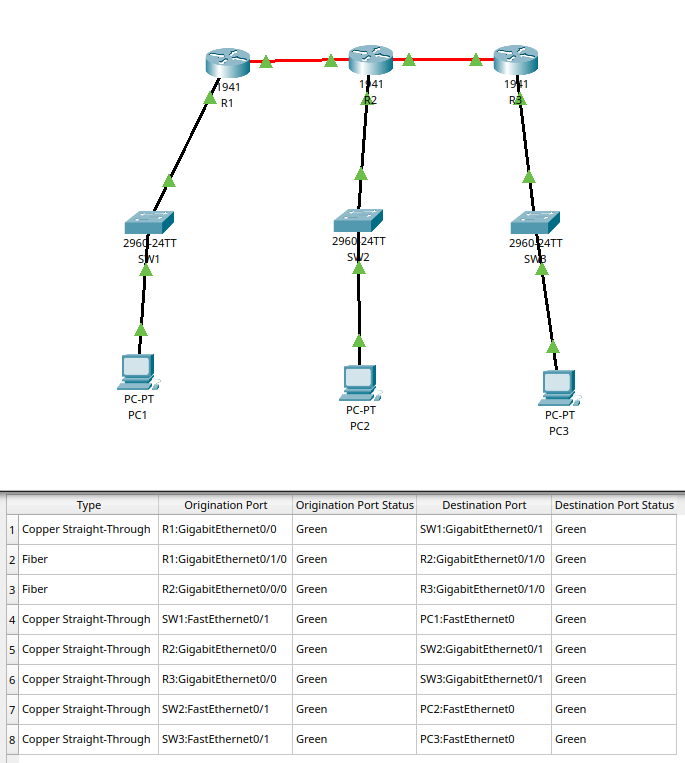 1941
R1
1941
R2
1941
R3
2960-24TT
SW1
2960-24TT
SW2
2960-24TT
SW3
PC-PT
PC1
PC-PT
PC2
PC-PT
PC3
Type Origination Port Origination Port Status Destination Port Destination Port Status
1 Copper Straight-Through R1:GigabitEthernet0/0 Green SW1:GigabitEthernet0/1 Green
2 Fiber R1:GigabitEthernet0/1/0 Green R2:GigabitEthernet0/1/0 Green
3 Fiber R2:GigabitEthernet0/0/0 Green R3:GigabitEthernet0/1/0 Green
4 Copper Straight-Through SW1:FastEthernet0/1 Green PC1:FastEthernet0 Green
5 Copper Straight-Through R2:GigabitEthernet0/0 Green SW2:GigabitEthernet0/1 Green
6 Copper Straight-Through R3:GigabitEthernet0/0 Green SW3:GigabitEthernet0/1 Green
7 Copper Straight-Through SW2:FastEthernet0/1 Green PC2:FastEthernet0 Green
8 Copper Straight-Through SW3:FastEthernet0/1 Green PC3:FastEthernet0 Green